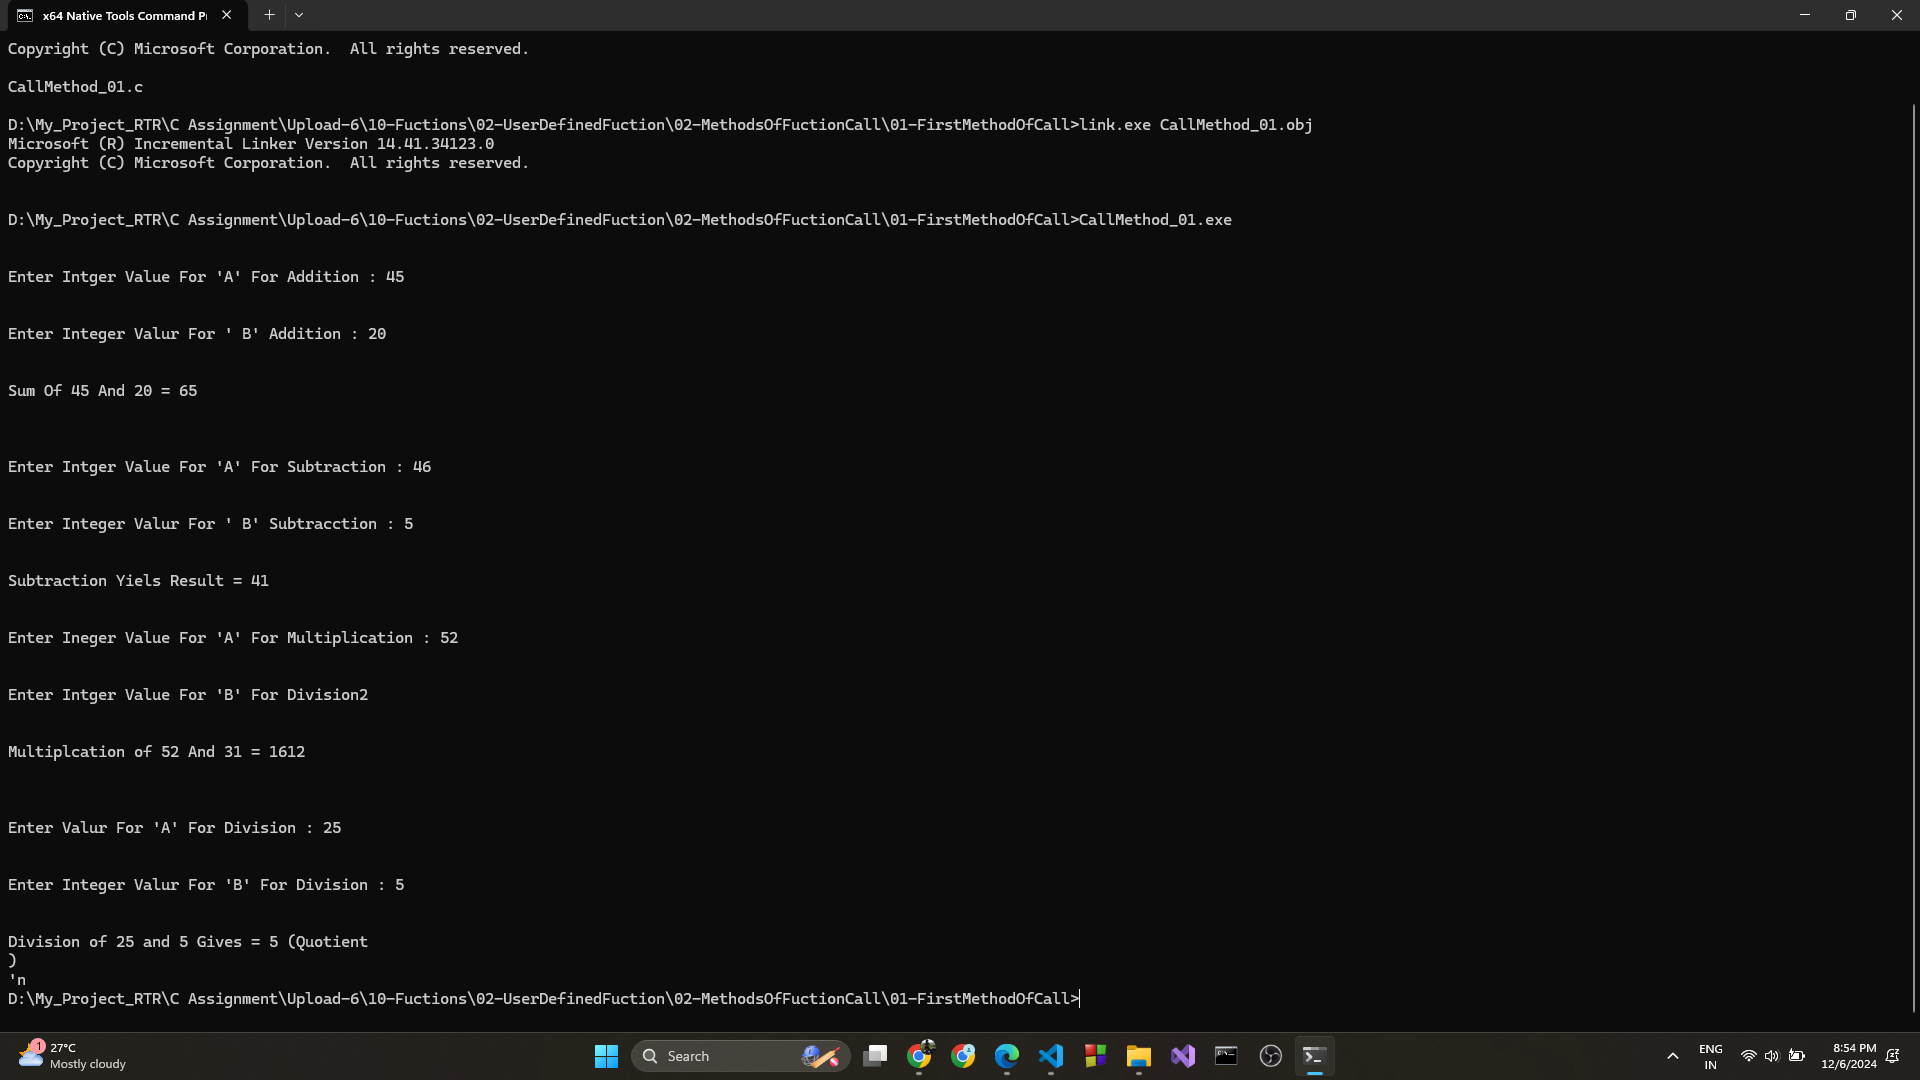 x64 Native Tools Command P
Copyright (C) Microsoft Corporation.  All rights reserved.
CallMethod_01.c
D:\My_Project_RTR\C Assignment\Upload-6\10-Fuctions\02-UserDefinedFuction\02-MethodsOfFuctionCall\01-FirstMethodOfCall>link.exe CallMethod_01.obj
Microsoft (R) Incremental Linker Version 14.41.34123.0
Copyright (C) Microsoft Corporation.  All rights reserved.
D:\My_Project_RTR\C Assignment\Upload-6\10-Fuctions\02-UserDefinedFuction\02-MethodsOfFuctionCall\01-FirstMethodOfCall>CallMethod_01.exe
Enter Intger Value For 'A' For Addition : 45
Enter Integer Valur For ' B' Addition : 20
Sum Of 45 And 20 = 65
Enter Intger Value For 'A' For Subtraction : 46
Enter Integer Valur For ' B' Subtracction : 5
Subtraction Yiels Result = 41
Enter Ineger Value For 'A' For Multiplication : 52
Enter Intger Value For 'B' For Division2
Multiplcation of 52 And 31 = 1612
Enter Valur For 'A' For Division : 25
Enter Integer Valur For 'B' For Division : 5
Division of 25 and 5 Gives = 5 (Quotient
)
'n
D:\My_Project_RTR\C Assignment\Upload-6\10-Fuctions\02-UserDefinedFuction\02-MethodsOfFuctionCall\01-FirstMethodOfCall>
1
27°C
Mostly cloudy
Search
ENG
IN
8:54 PM
12/6/2024